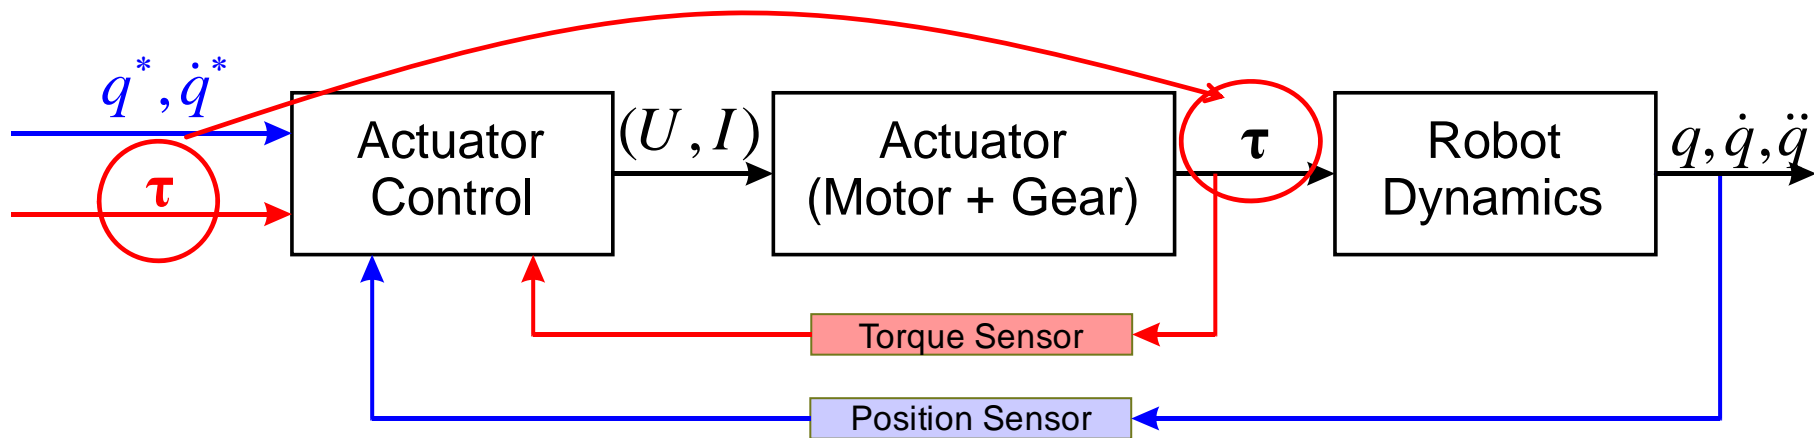 q*, q̇*
τ
Actuator
Control
(U, I)
Actuator
(Motor + Gear)
τ
Robot
Dynamics
q, q̇, q̈
Torque Sensor
Position Sensor